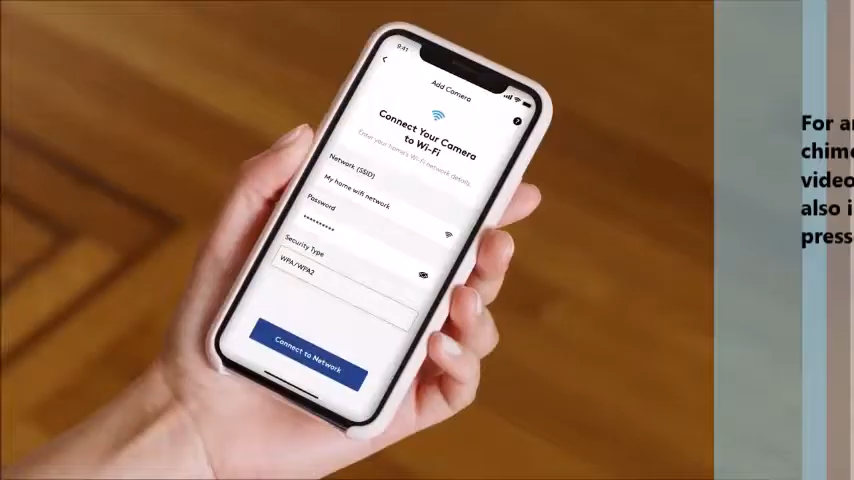 9:41
Add Camera
Connect Your Camera
to Wi-Fi
Enter your home's Wi-Fi network details.
Network (SSID)
My home wifi network
Password
••••••••••
Security Type
WPA/WPA2
Connect to Network
For
chime
video
also
press